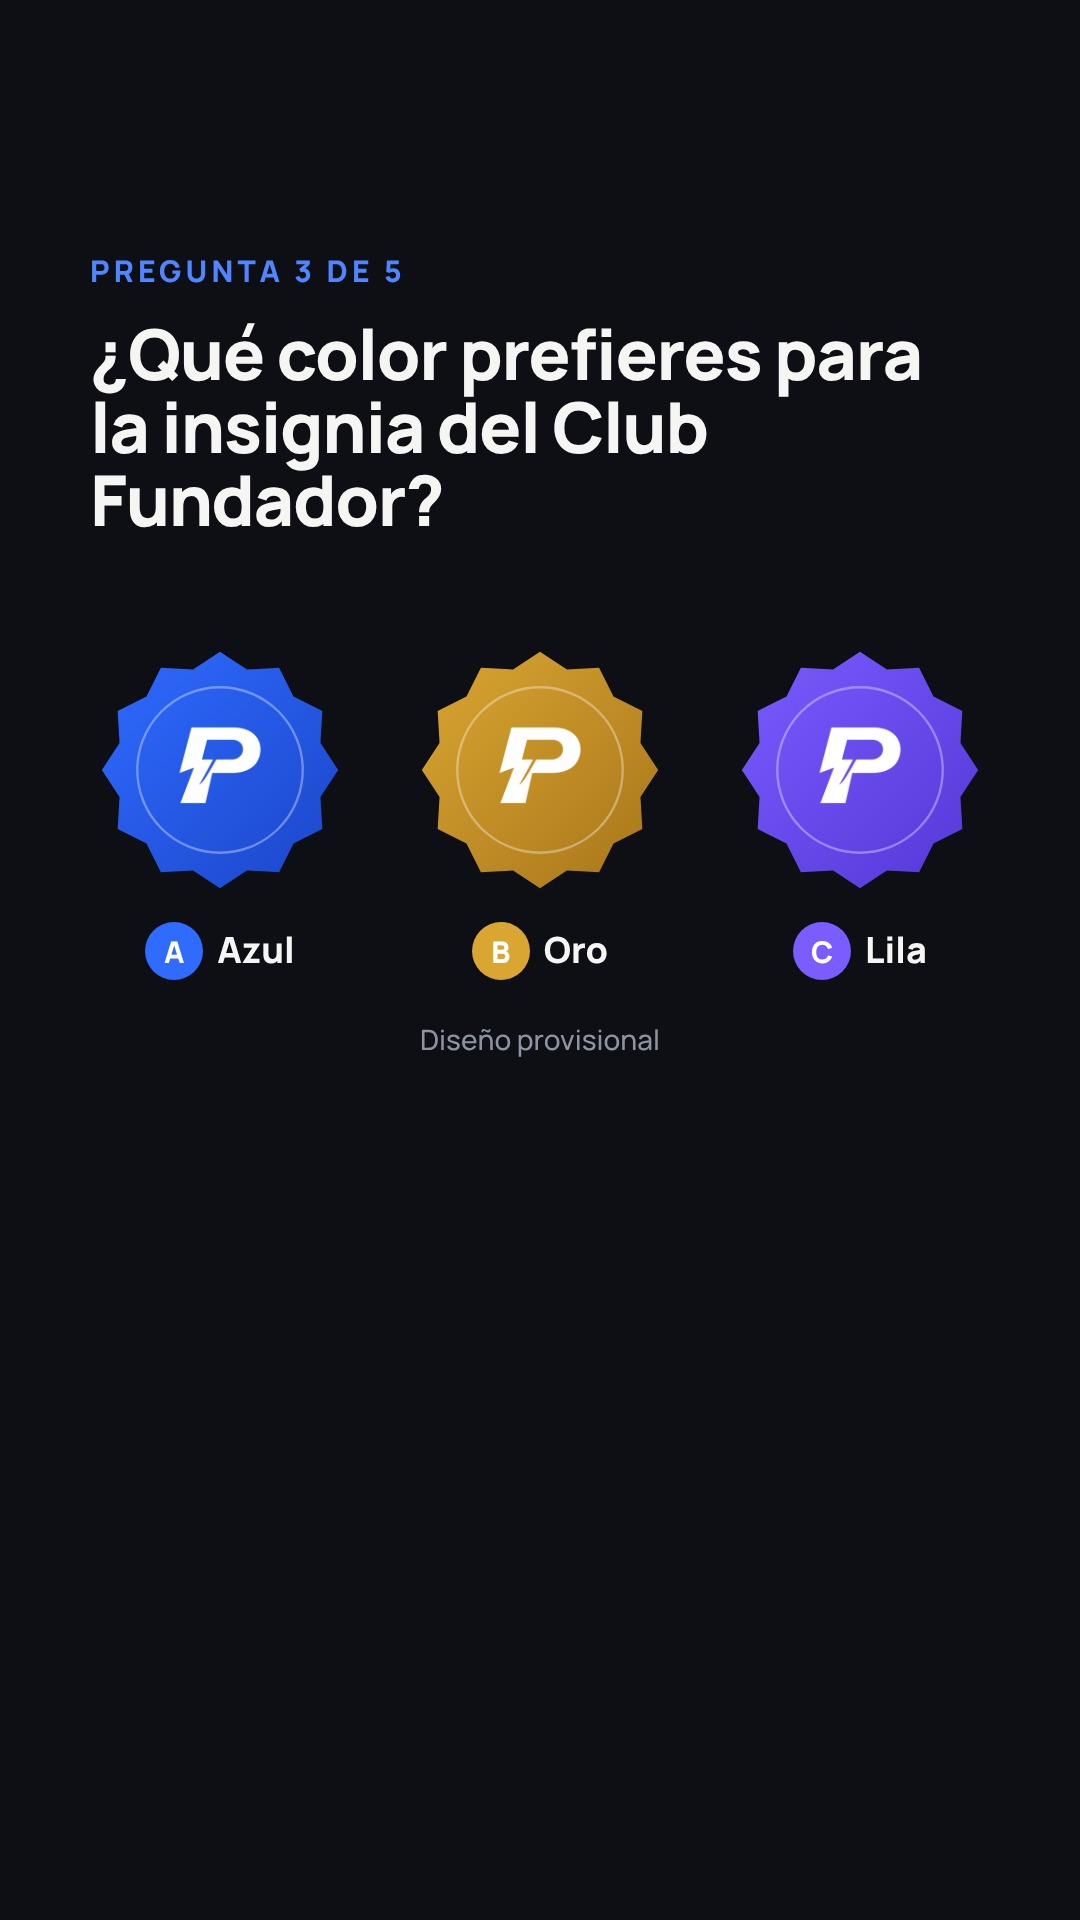 PREGUNTA 3 DE 5
¿Qué color prefieres para
la insignia del Club
Fundador?
P P P
A Azul B Oro C Lila
Diseño provisional